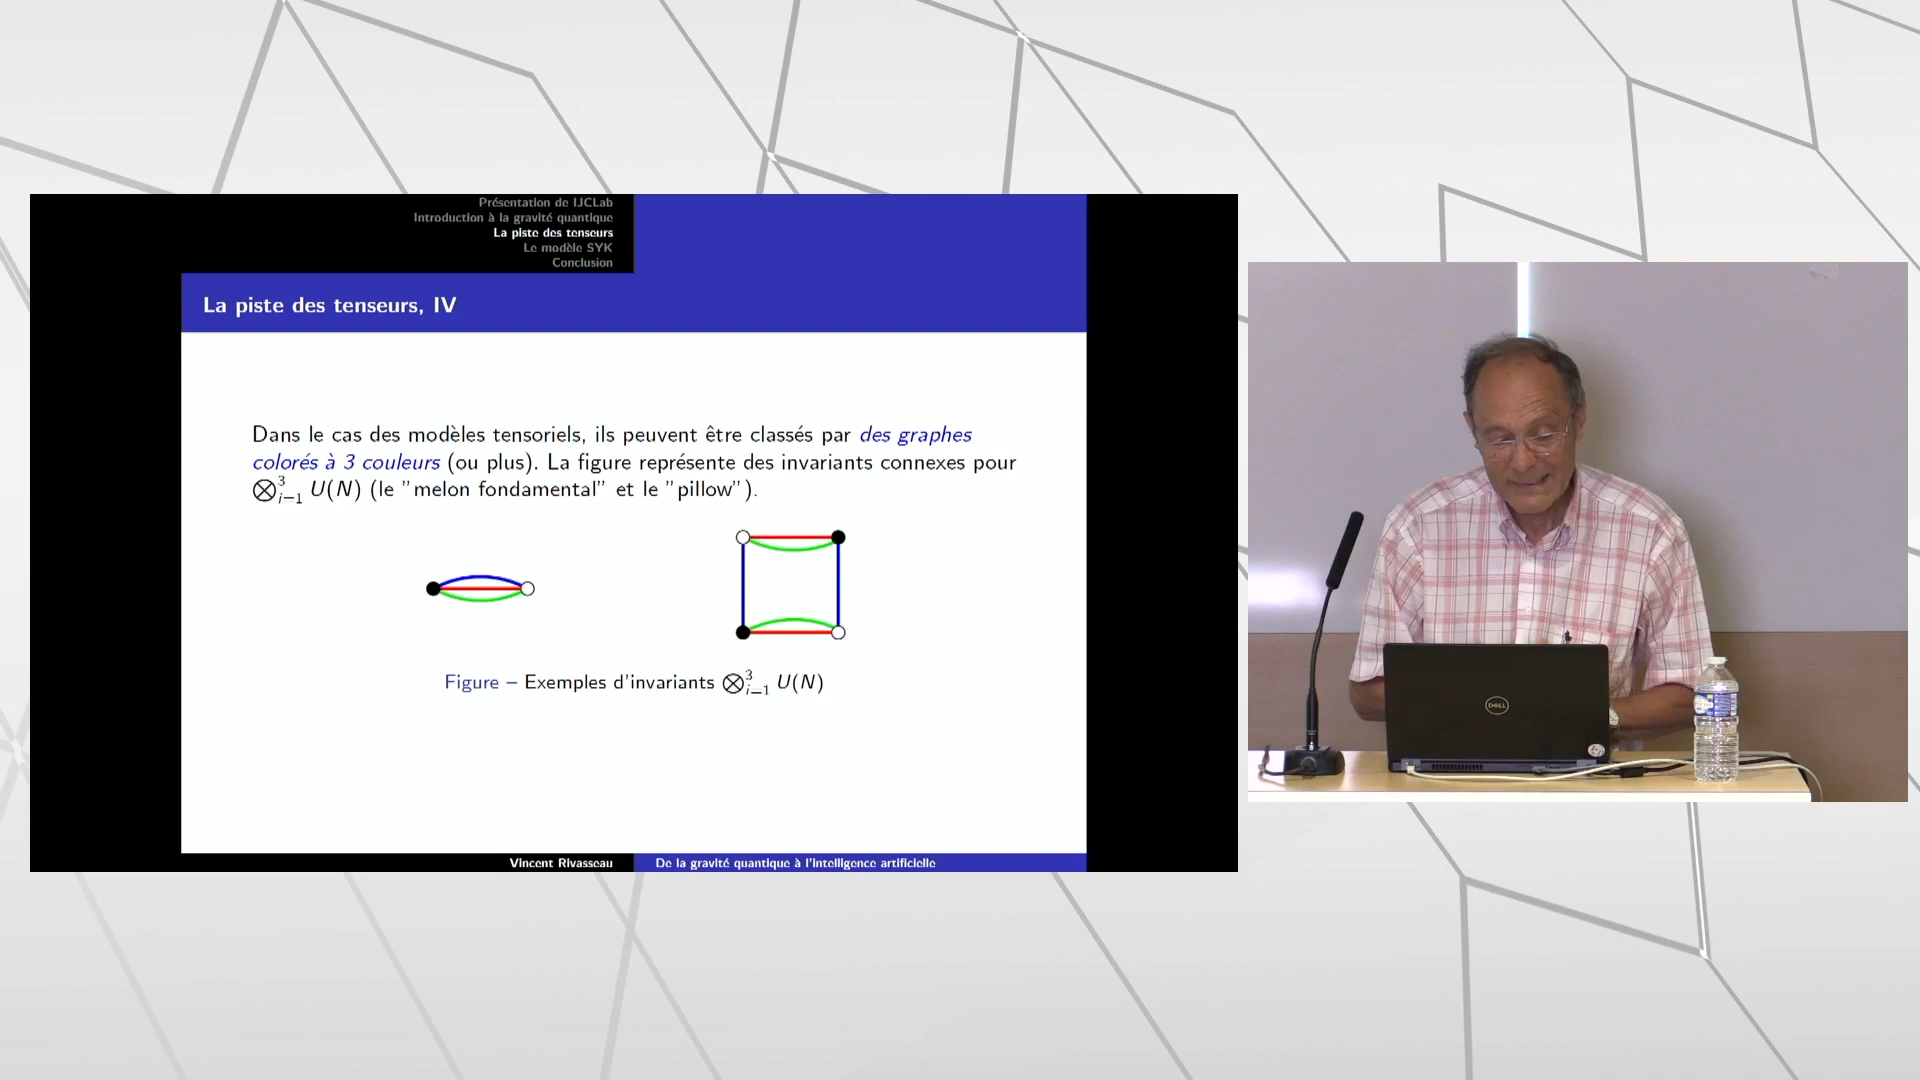 Présentation de IJCLab
Introduction à la gravité quantique
La piste des tenseurs
Le modèle SYK
Conclusion
La piste des tenseurs, IV
Dans le cas des modèles tensoriels, ils peuvent être classés par des graphes
colorés à 3 couleurs (ou plus). La figure représente des invariants connexes pour
⨂³ᵢ₋₁ U(N) (le "melon fondamental" et le "pillow").
Figure – Exemples d'invariants ⨂³ᵢ₋₁ U(N)
Vincent Rivasseau
De la gravité quantique à l'intelligence artificielle
DELL